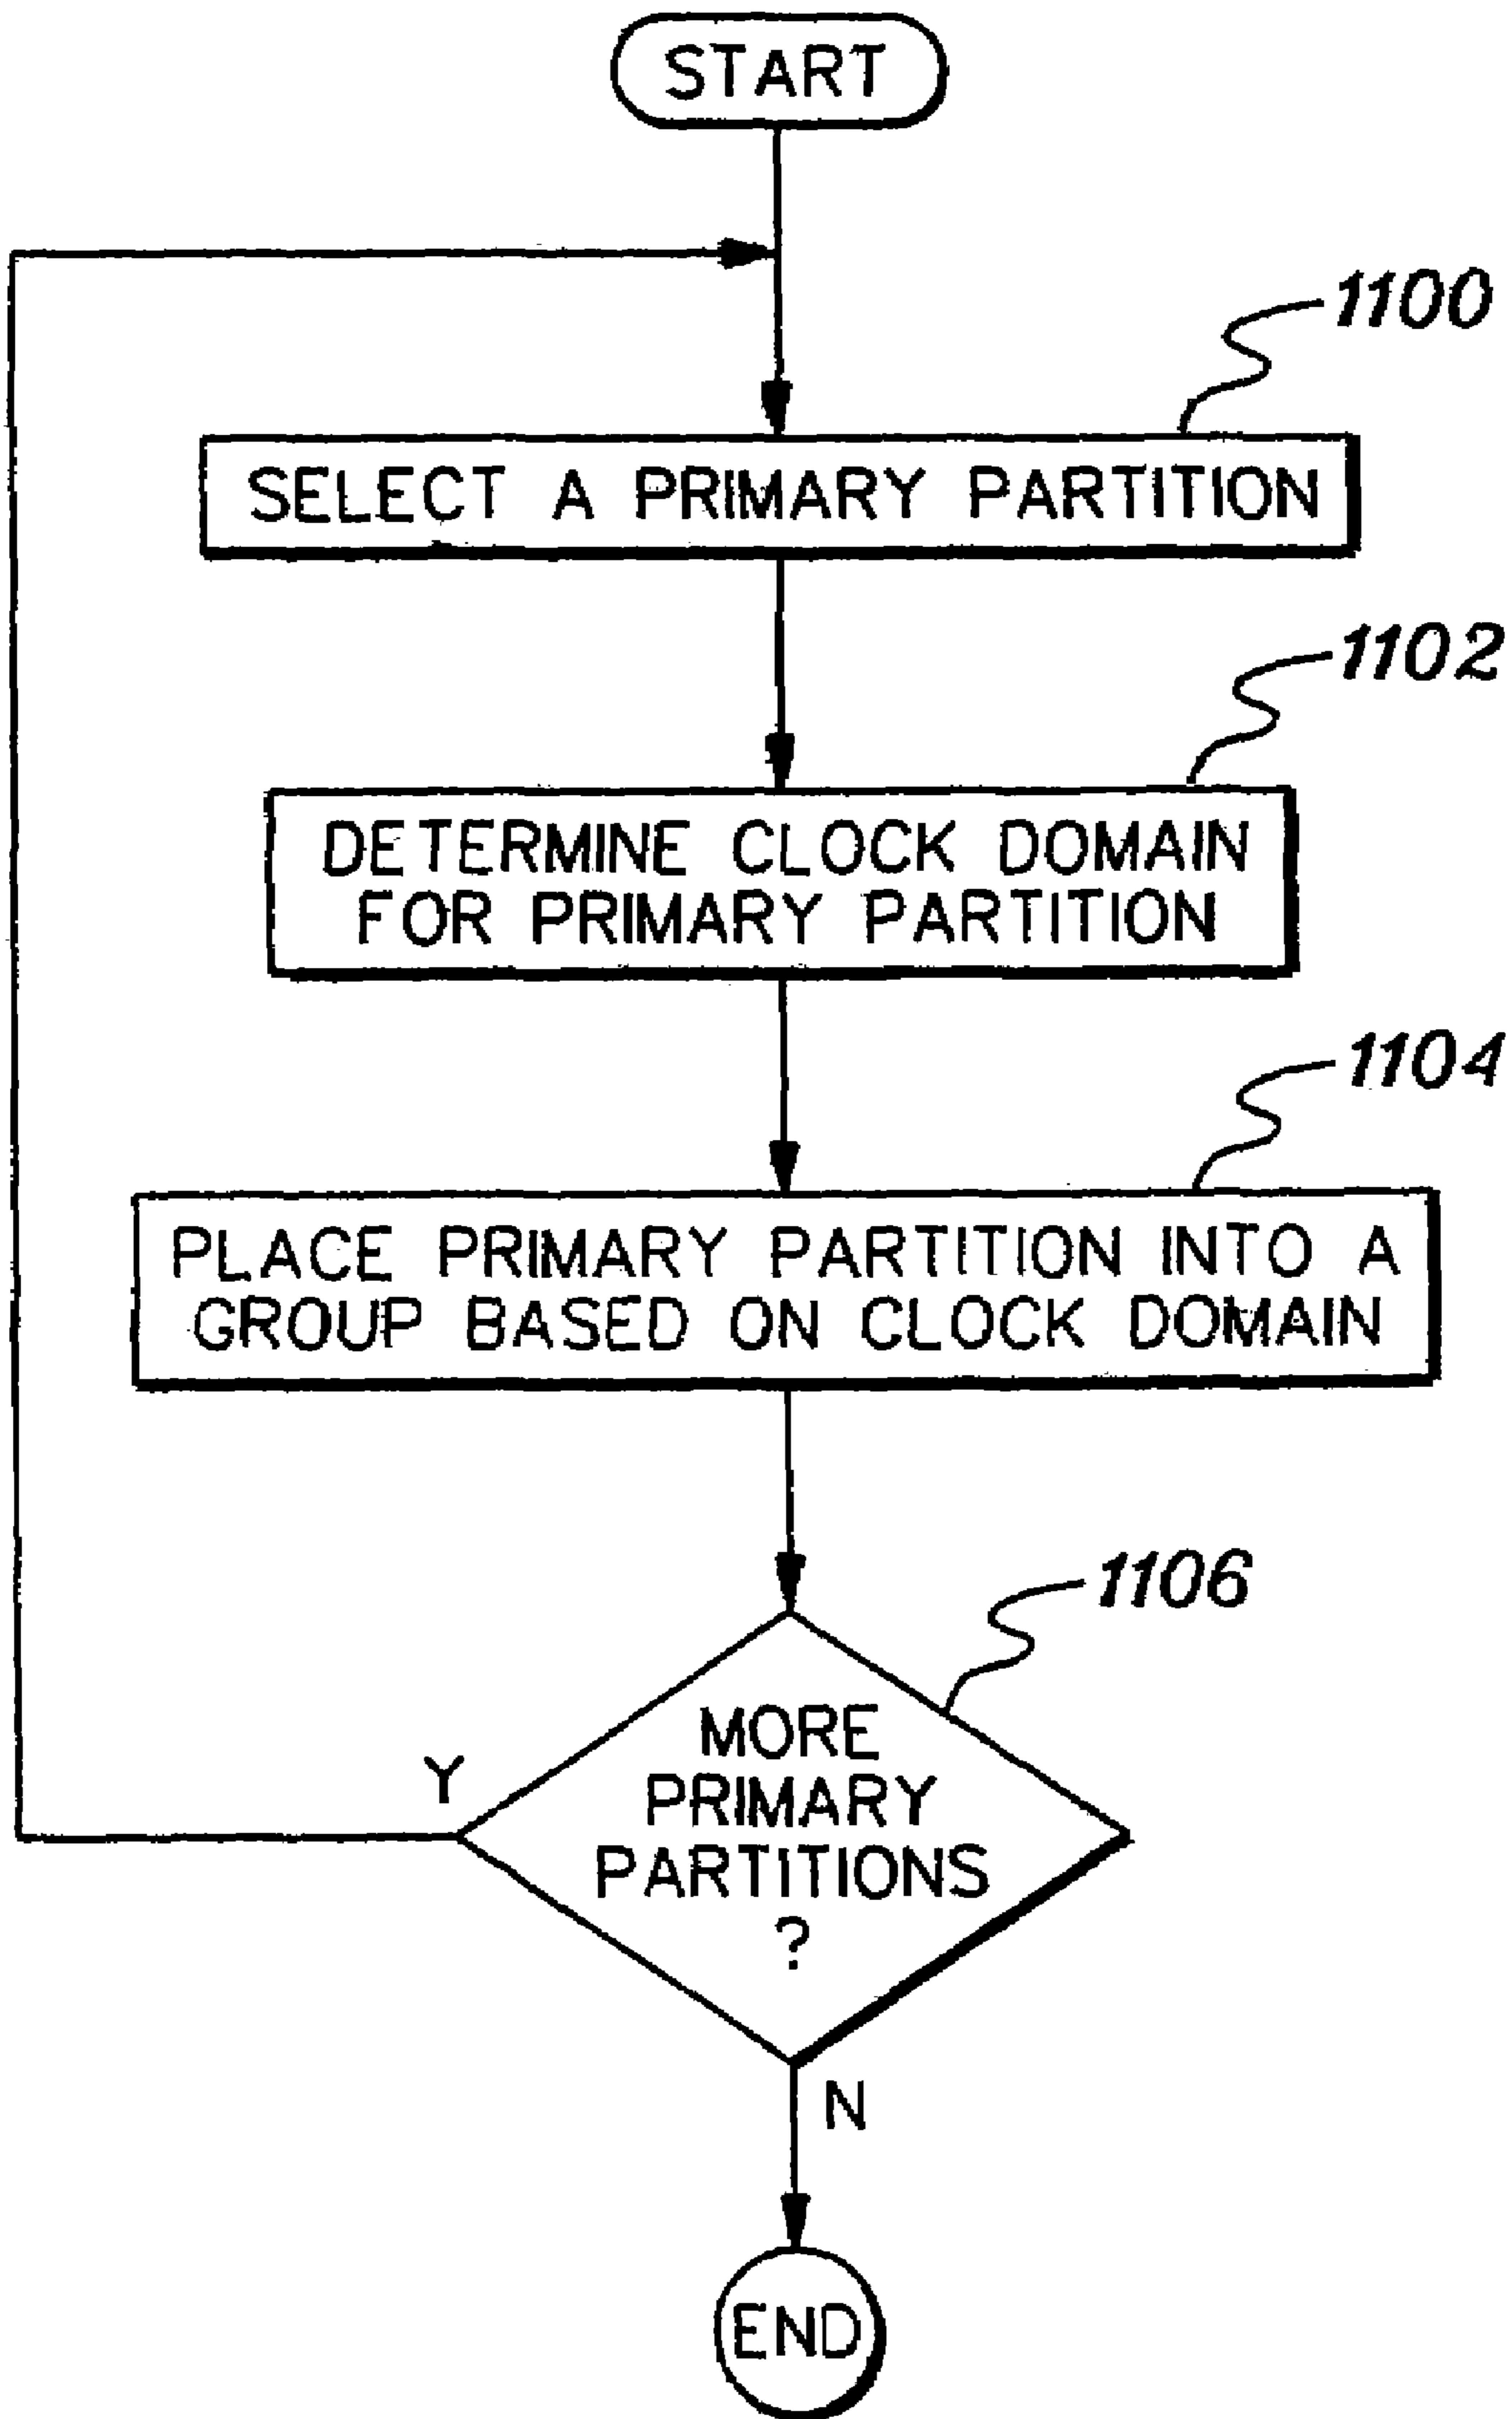 START
1100
SELECT A PRIMARY PARTITION
1102
DETERMINE CLOCK DOMAIN
FOR PRIMARY PARTITION
1104
PLACE PRIMARY PARTITION INTO A
GROUP BASED ON CLOCK DOMAIN
1106
MORE
PRIMARY
PARTITIONS
?
Y
N
END